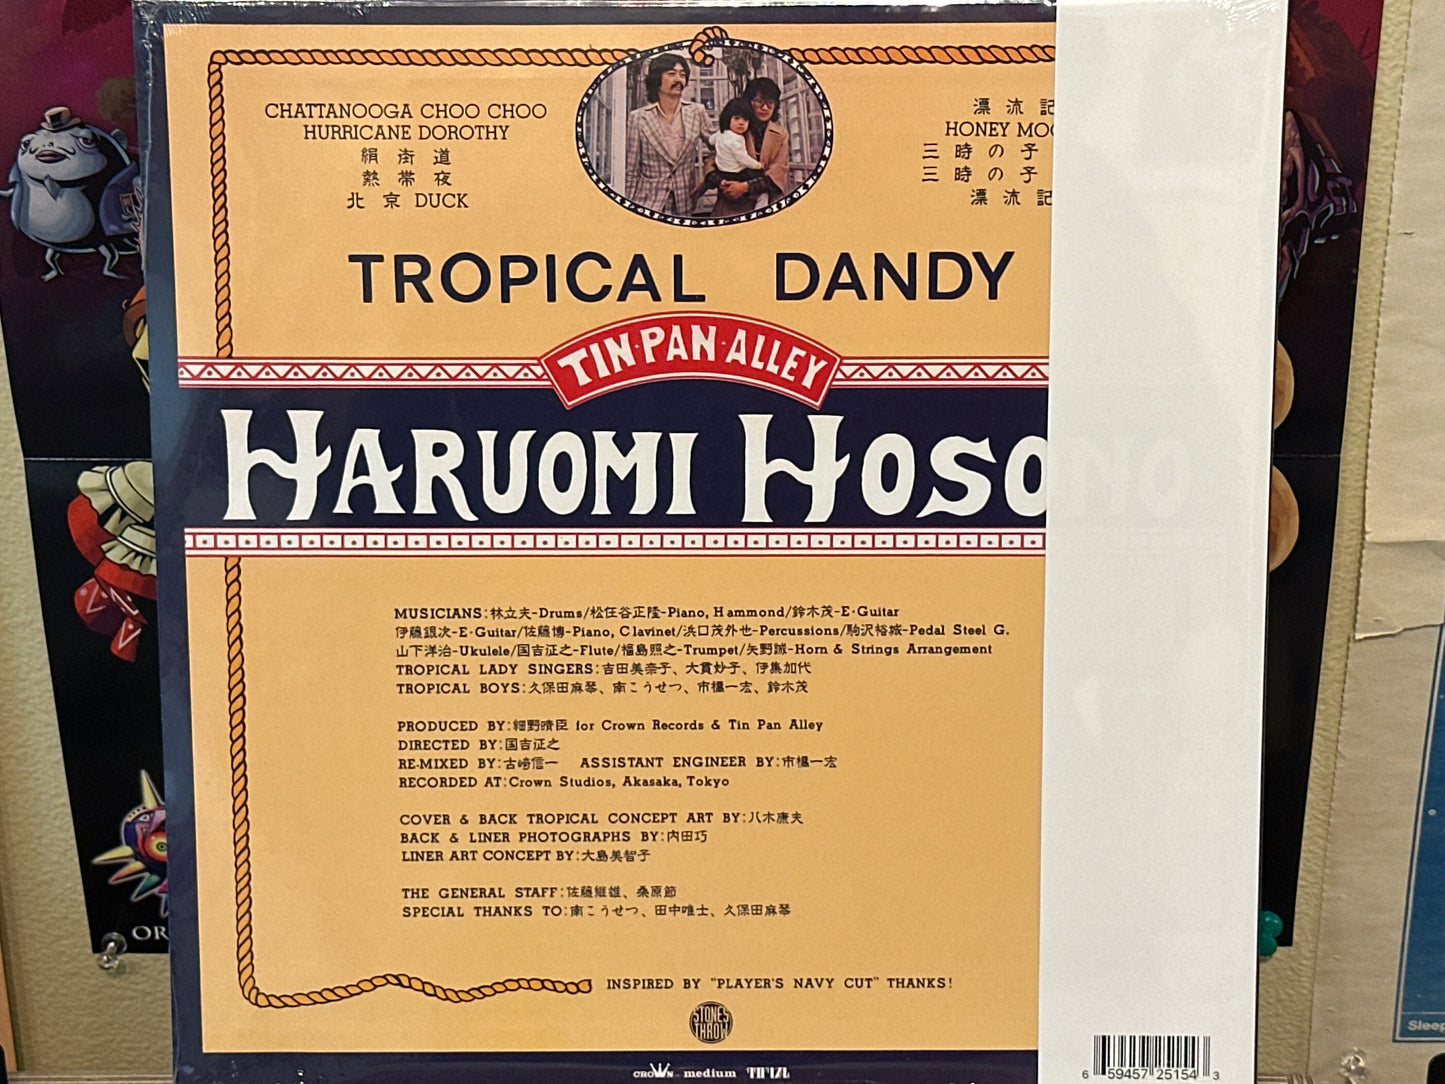 CHATTANOOGA CHOO CHOO
HURRICANE DOROTHY
絹街道
熱帯夜
北京 DUCK
漂流記
HONEY MOO
三時の子
三時の子
漂流記
TROPICAL DANDY
TIN·PAN·ALLEY
HARUOMI HOSO
MUSICIANS:林立夫-Drums/松任谷正隆-Piano, Hammond/鈴木茂-E·Guitar
伊藤銀次-E·Guitar/佐藤博-Piano, Clavinet/浜口茂外也-Percussions/駒沢裕城-Pedal Steel G.
山下洋治-Ukulele/国吉征之-Flute/福島照之-Trumpet/矢野誠-Horn & Strings Arrangement
TROPICAL LADY SINGERS:吉田美奈子、大貫妙子、伊集加代
TROPICAL BOYS:久保田麻琴、南こうせつ、市橋一宏、鈴木茂
PRODUCED BY:細野晴臣 for Crown Records & Tin Pan Alley
DIRECTED BY:国吉征之
RE-MIXED BY:古崎信一 ASSISTANT ENGINEER BY:市橋一宏
RECORDED AT:Crown Studios, Akasaka, Tokyo
COVER & BACK TROPICAL CONCEPT ART BY:八木康夫
BACK & LINER PHOTOGRAPHS BY:内田巧
LINER ART CONCEPT BY:大島美智子
THE GENERAL STAFF:佐藤継雄、桑原節
SPECIAL THANKS TO:南こうせつ、田中唯士、久保田麻琴
INSPIRED BY "PLAYER'S NAVY CUT" THANKS!
STONES THROW
CROWN medium
6 59457 25154 3
OR
Sleep